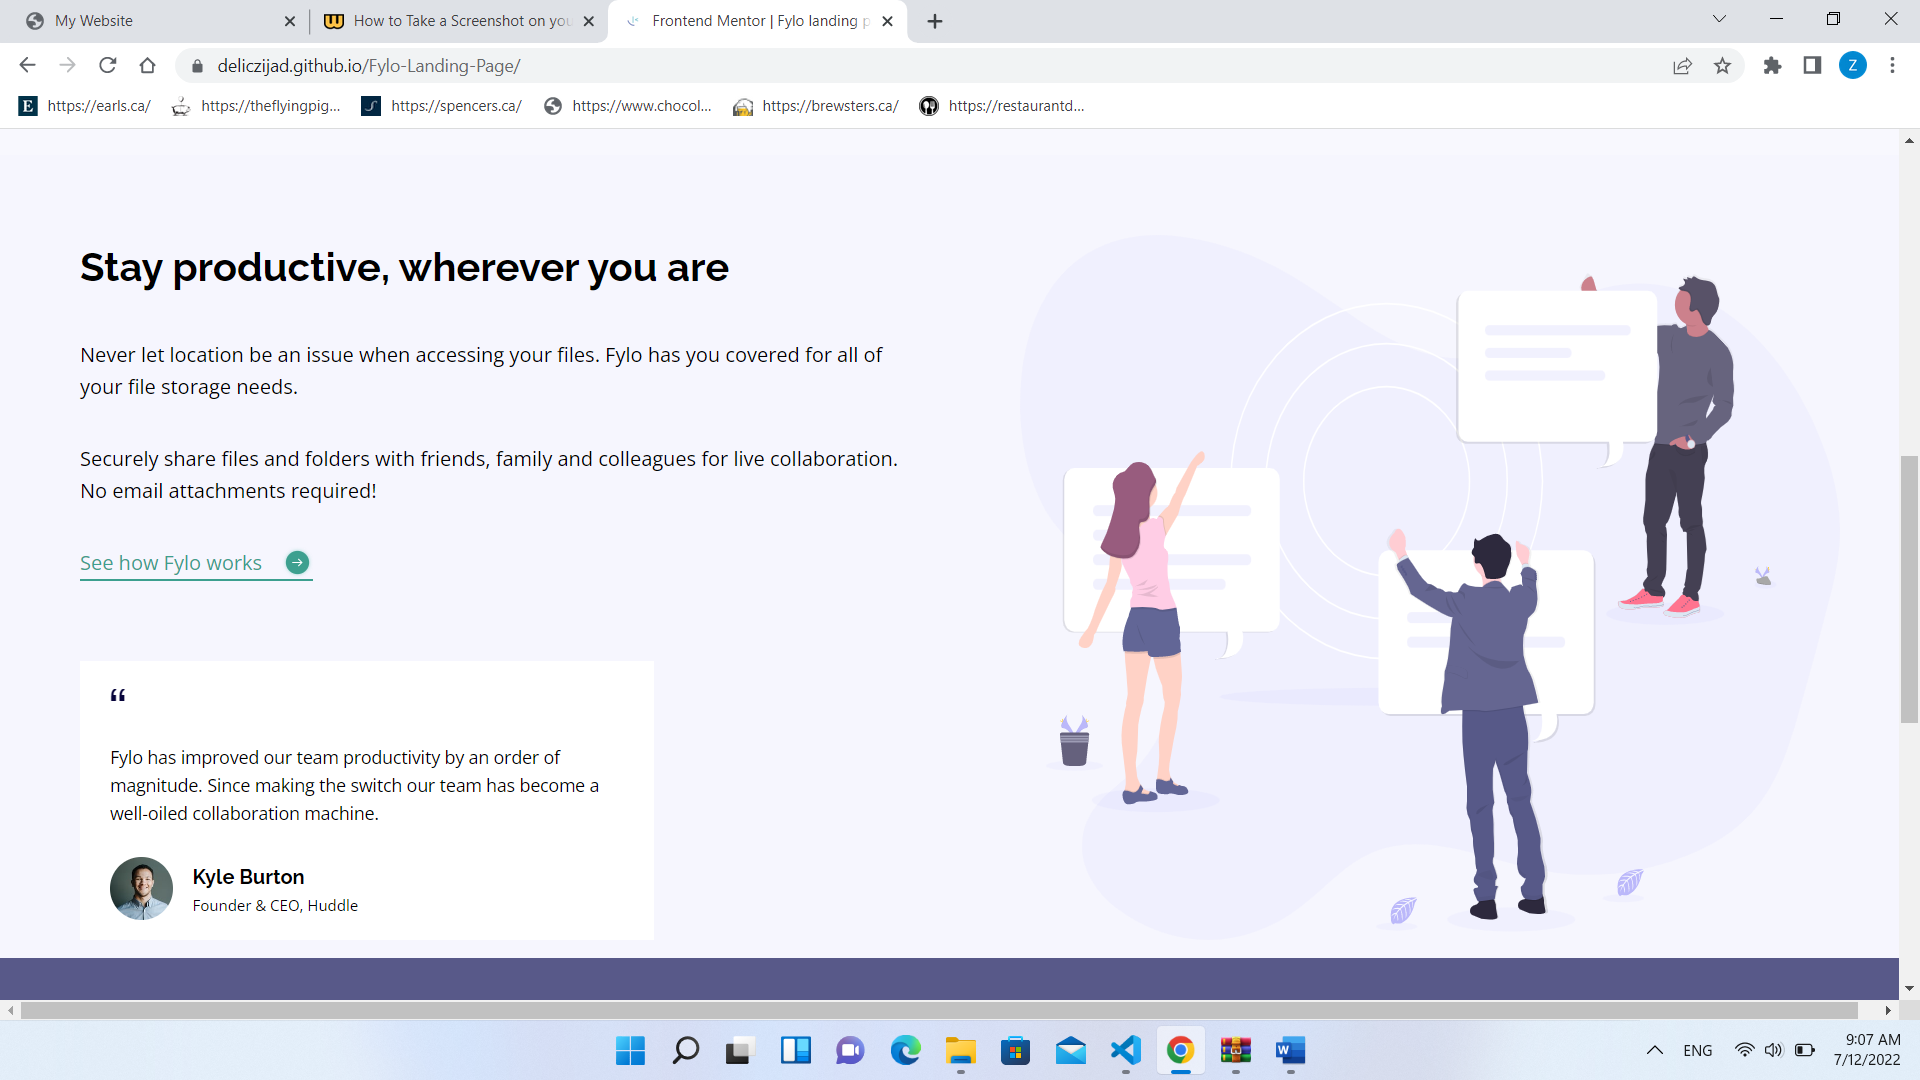 My Website
How to Take a Screenshot on you
Frontend Mentor | Fylo landing p
deliczijad.github.io/Fylo-Landing-Page/
Z
E https://earls.ca/
https://theflyingpig...
https://spencers.ca/
https://www.chocol...
https://brewsters.ca/
https://restaurantd...
Stay productive, wherever you are
Never let location be an issue when accessing your files. Fylo has you covered for all of
your file storage needs.
Securely share files and folders with friends, family and colleagues for live collaboration.
No email attachments required!
See how Fylo works
“
Fylo has improved our team productivity by an order of
magnitude. Since making the switch our team has become a
well-oiled collaboration machine.
Kyle Burton
Founder & CEO, Huddle
ENG
9:07 AM
7/12/2022